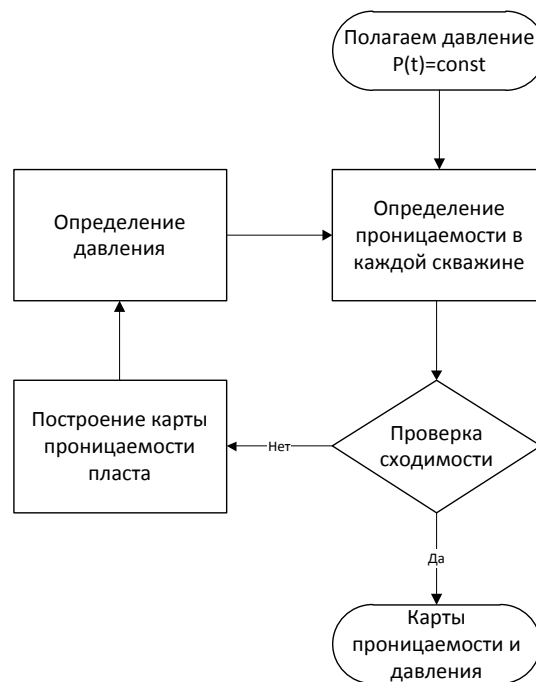 Полагаем давление
P(t)=const
Определение
давления
Определение
проницаемости в
каждой скважине
Построение карты
проницаемости
пласта
Нет
Проверка
сходимости
Да
Карты
проницаемости и
давления